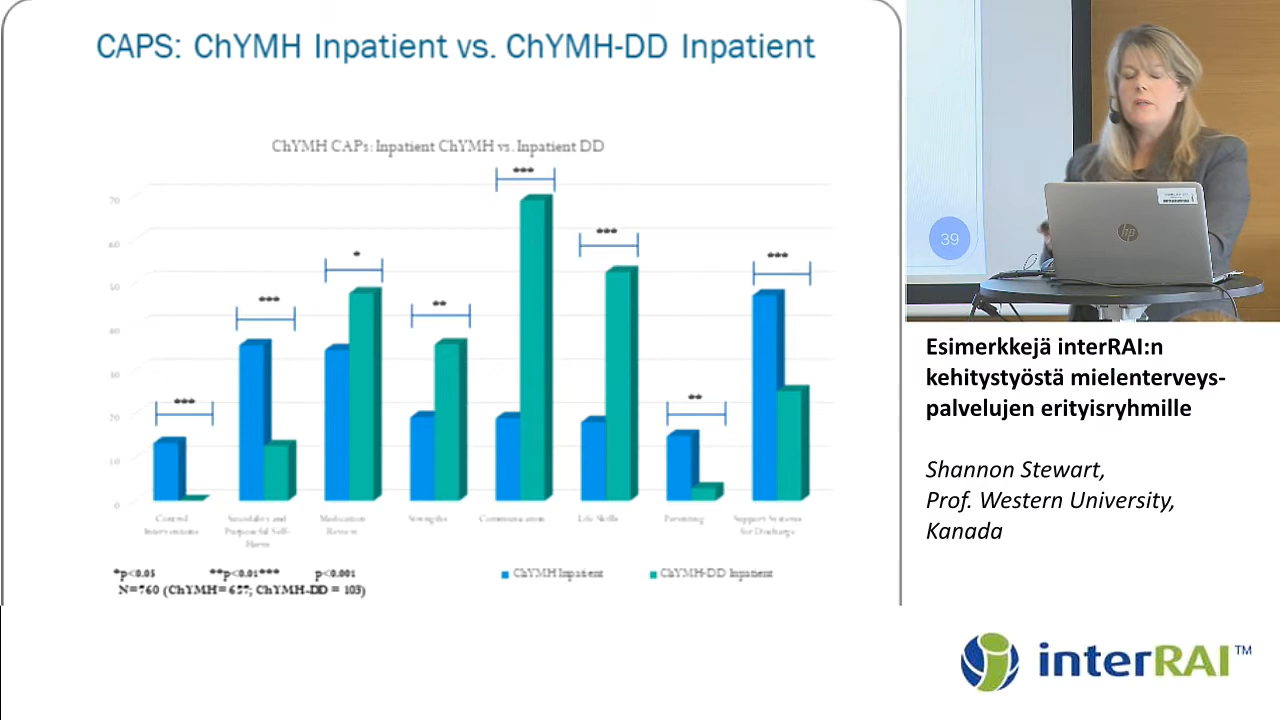 CAPS: ChYMH Inpatient vs. ChYMH-DD Inpatient
ChYMH CAPs: Inpatient ChYMH vs. Inpatient DD
70
60
50
40
30
20
10
0
***
***
*
**
***
***
**
***
Control
Interventions
Suicidality and
Purposeful Self-
Harm
Medication
Review
Strengths
Communication
Life Skills
Parenting
Support Systems
for Discharge
*p<0.05 **p<0.01*** p<0.001
N=760 (ChYMH= 657; ChYMH-DD = 103)
ChYMH Inpatient
ChYMH-DD Inpatient
39
hp
Esimerkkejä interRAI:n
kehitystyöstä mielenterveys-
palvelujen erityisryhmille
Shannon Stewart,
Prof. Western University,
Kanada
interRAI™